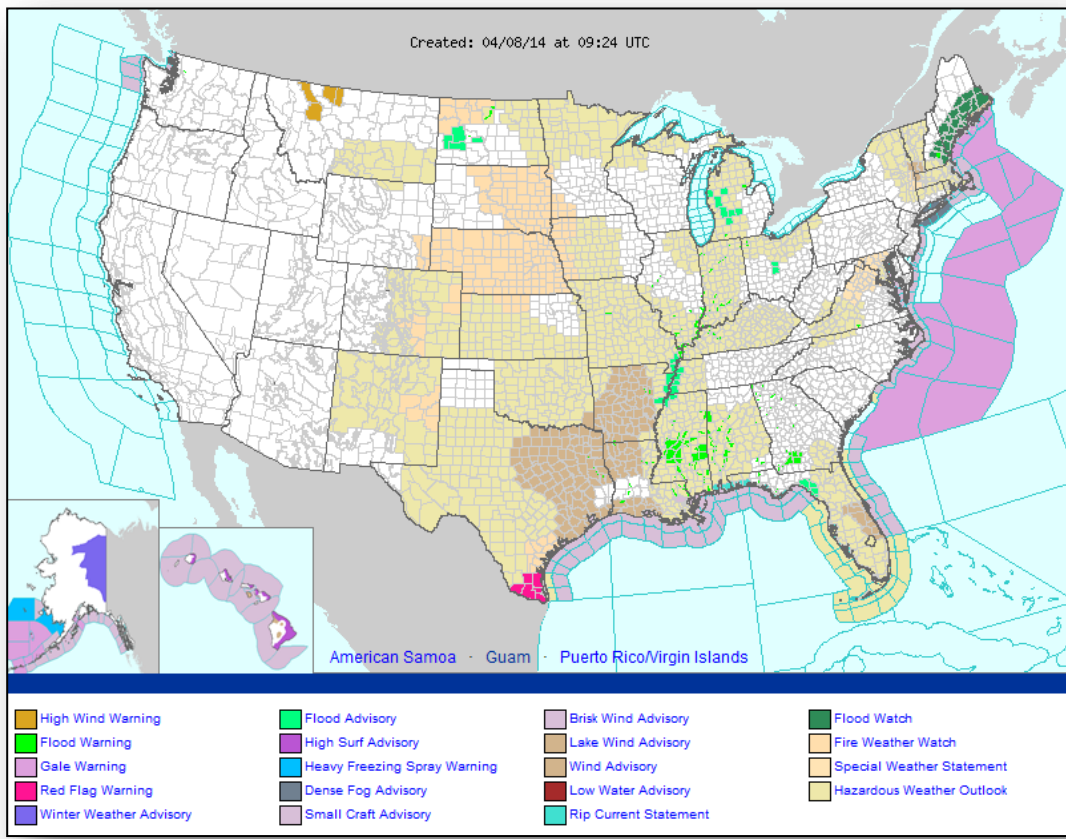 Created: 04/08/14 at 09:24 UTC
American Samoa - Guam - Puerto Rico/Virgin Islands
High Wind Warning
Flood Warning
Gale Warning
Red Flag Warning
Winter Weather Advisory
Flood Advisory
High Surf Advisory
Heavy Freezing Spray Warning
Dense Fog Advisory
Small Craft Advisory
Brisk Wind Advisory
Lake Wind Advisory
Wind Advisory
Low Water Advisory
Rip Current Statement
Flood Watch
Fire Weather Watch
Special Weather Statement
Hazardous Weather Outlook